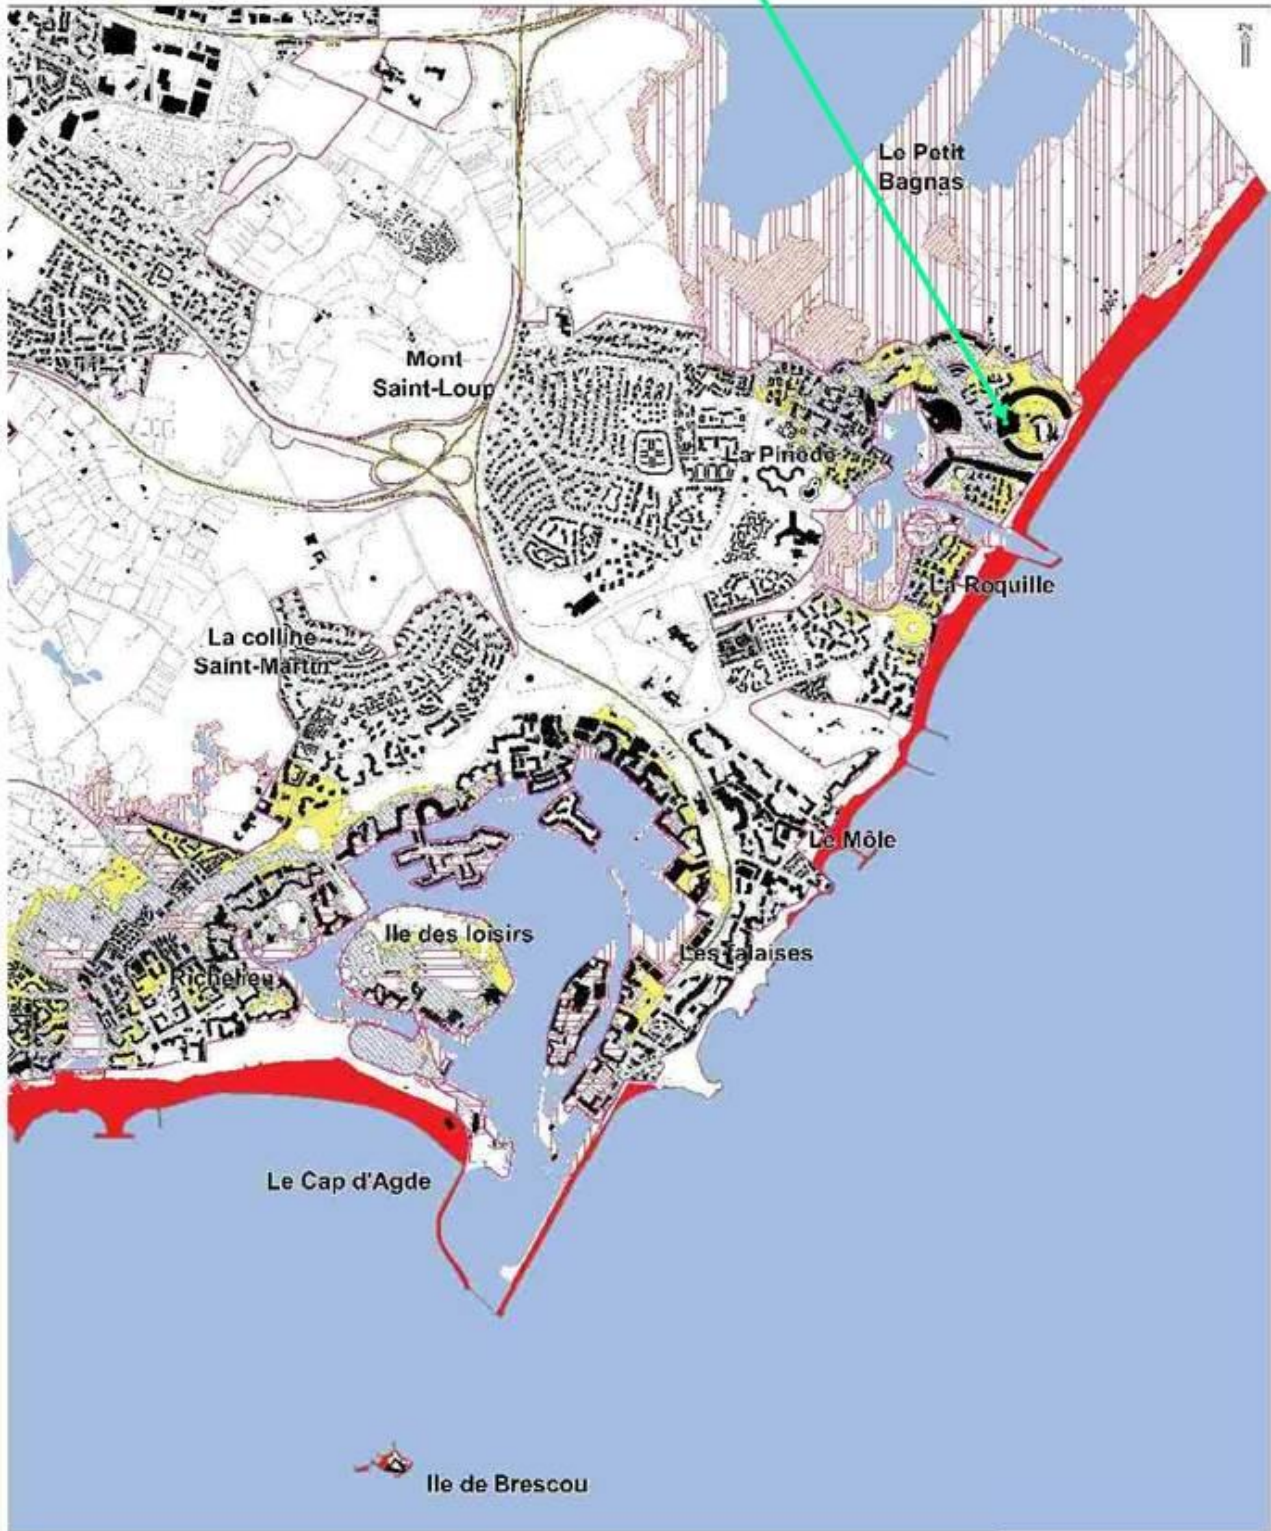 Le Petit
Bagnas
Mont
Saint-Loup
La Pinède
La Roquille
La colline
Saint-Martin
Le Môle
Ile des loisirs
Les falaises
Richelieu
Le Cap d'Agde
Ile de Brescou